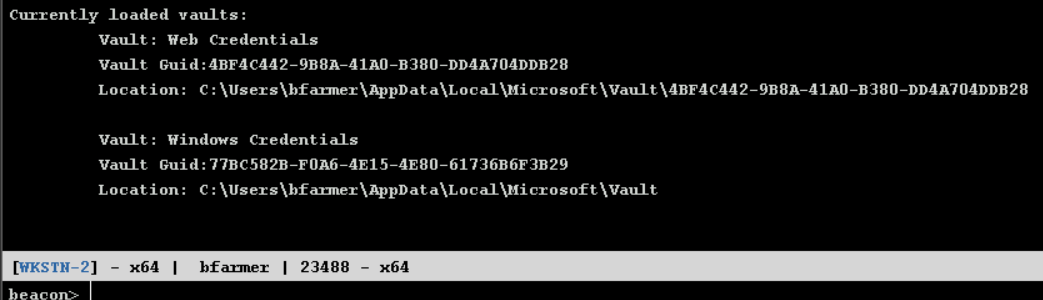 Currently loaded vaults:
Vault: Web Credentials
Vault Guid:4BF4C442-9B8A-41A0-B380-DD4A704DDB28
Location: C:\Users\bfarmer\AppData\Local\Microsoft\Vault\4BF4C442-9B8A-41A0-B380-DD4A704DDB28
Vault: Windows Credentials
Vault Guid:77BC582B-F0A6-4E15-4E80-61736B6F3B29
Location: C:\Users\bfarmer\AppData\Local\Microsoft\Vault
[WKSTN-2] - x64 | bfarmer | 23488 - x64
beacon>